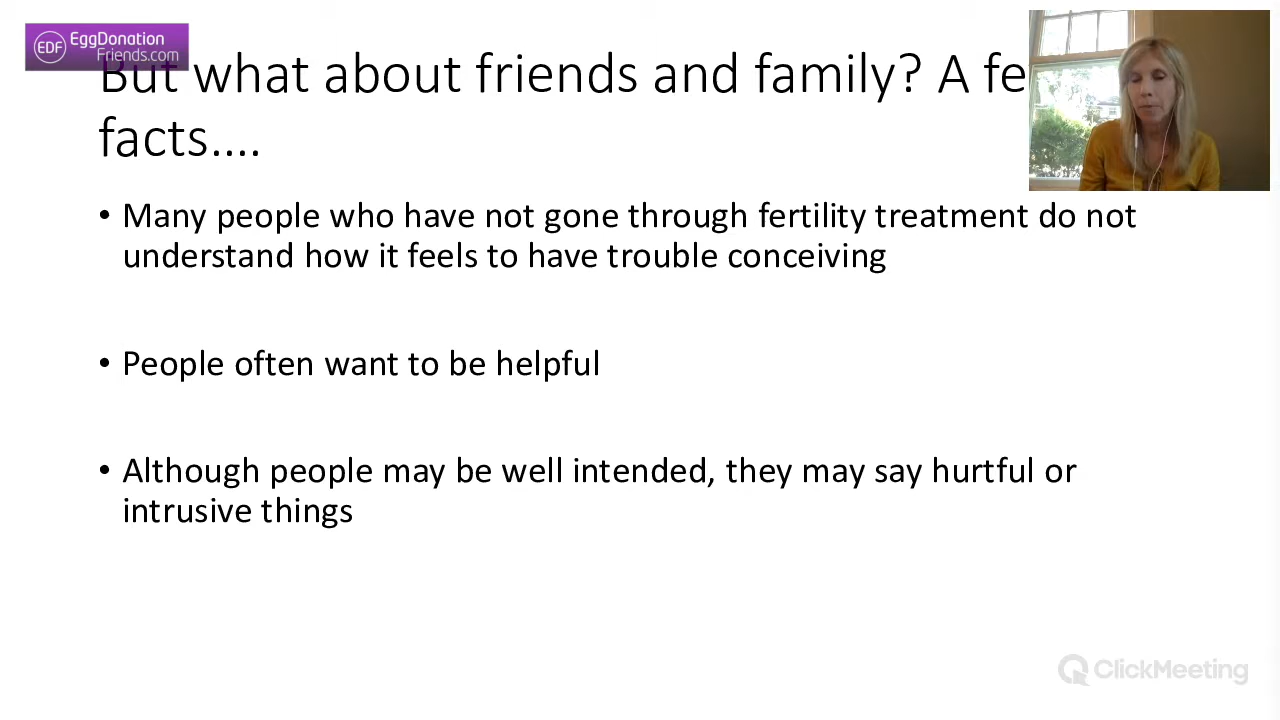 EDF
EggDonation
Friends.com
But what about friends and family? A fe
facts....
• Many people who have not gone through fertility treatment do not
understand how it feels to have trouble conceiving
• People often want to be helpful
• Although people may be well intended, they may say hurtful or
intrusive things
ClickMeeting